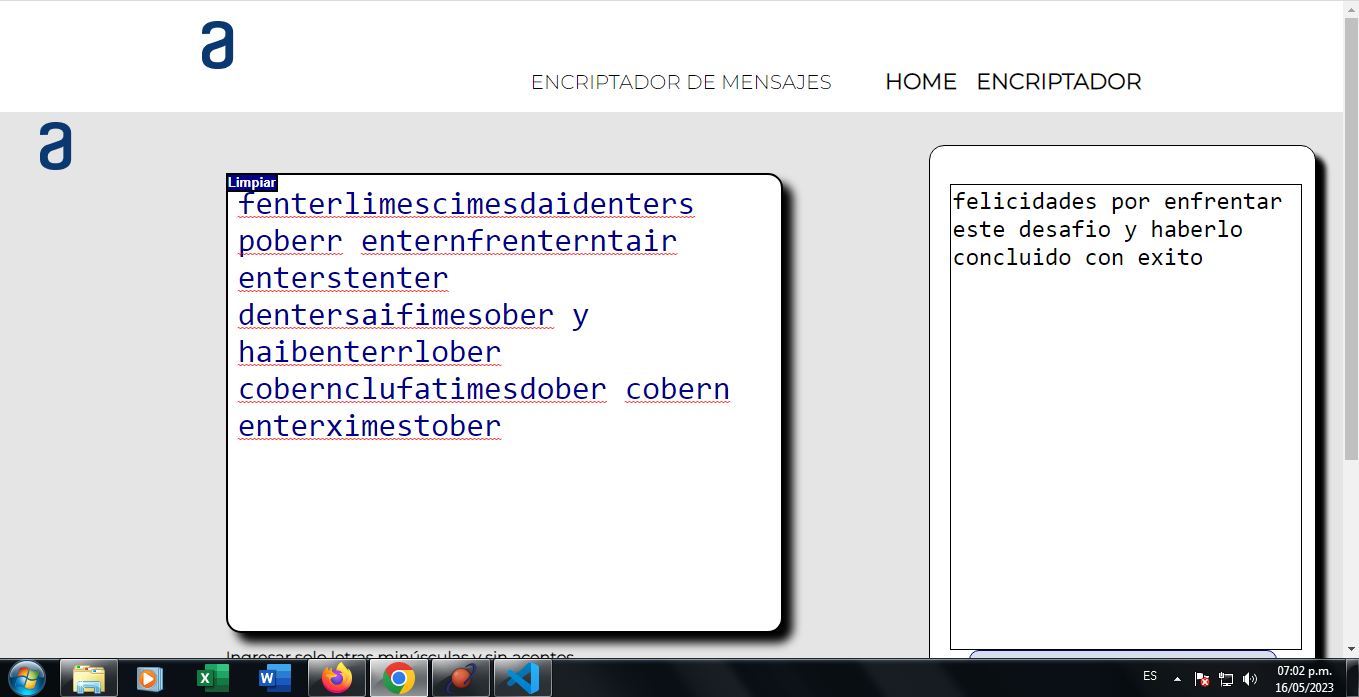 a
ENCRIPTADOR DE MENSAJES HOME ENCRIPTADOR
a
Limpiar
fenterlimescimesdaidenters
poberr enternfrenterntair
enterstenter
dentersaifimesober y
haibenterrlober
cobernclufatimesdober cobern
enterximestober
felicidades por enfrentar
este desafio y haberlo
concluido con exito
Ingresar solo letras minúsculas y sin acentos
ES
07:02 p.m.
16/05/2023